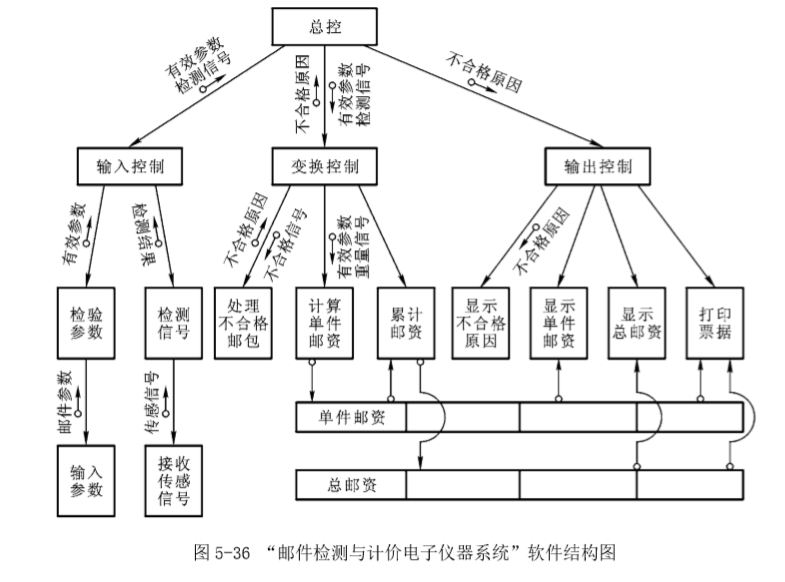 总控
有效参数
检测信号
不合格原因
有效参数
检测信号
不合格原因
输入控制
变换控制
输出控制
有效参数
检测结果
不合格原因
不合格信号
有效参数
重量信号
不合格原因
检验
参数
检测
信号
处理
不合格
邮包
计算
单件
邮资
累计
邮资
显示
不合格
原因
显示
单件
邮资
显示
总邮资
打印
票据
邮件参数
传感信号
单件邮资
输入
参数
接收
传感
信号
总邮资
图 5-36 “邮件检测与计价电子仪器系统”软件结构图